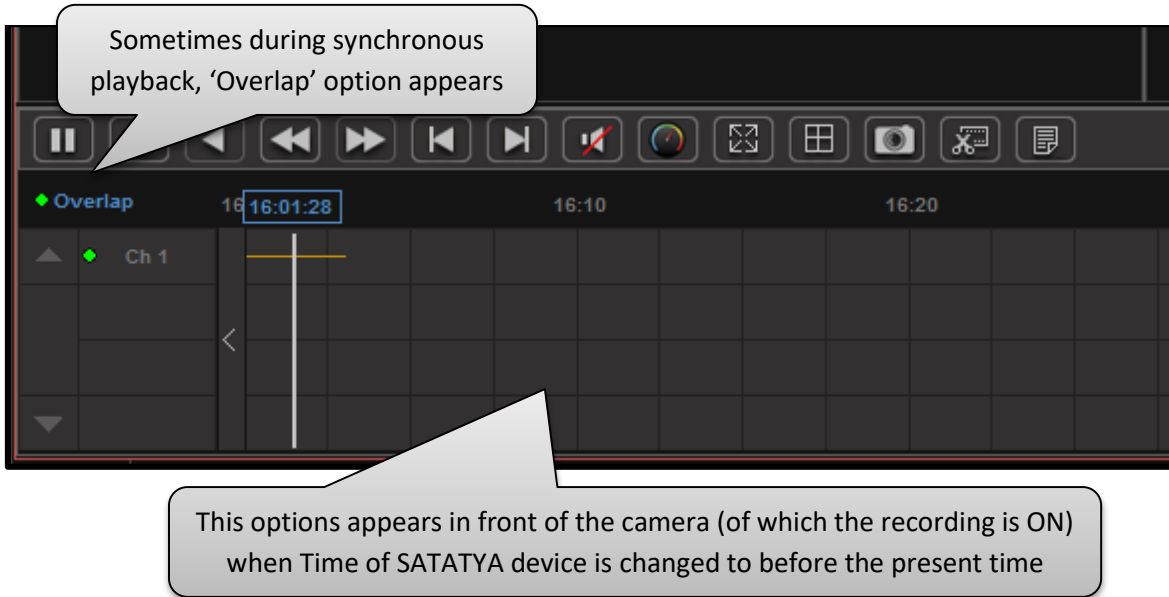 Sometimes during synchronous
playback, ‘Overlap’ option appears
Overlap
16:01:28
16:10
16:20
Ch 1
This options appears in front of the camera (of which the recording is ON)
when Time of SATATYA device is changed to before the present time